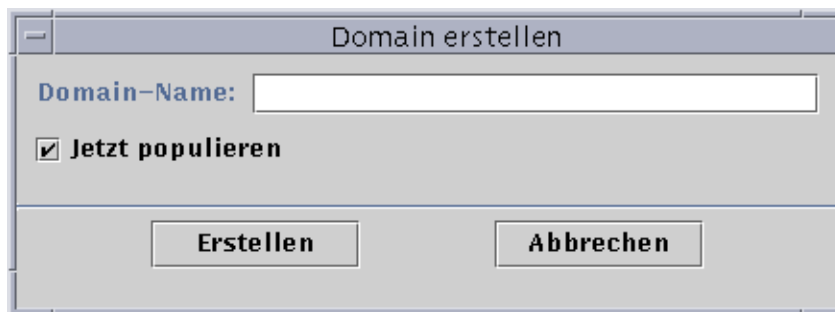 Domain erstellen
Domain-Name:
Jetzt populieren
Erstellen Abbrechen